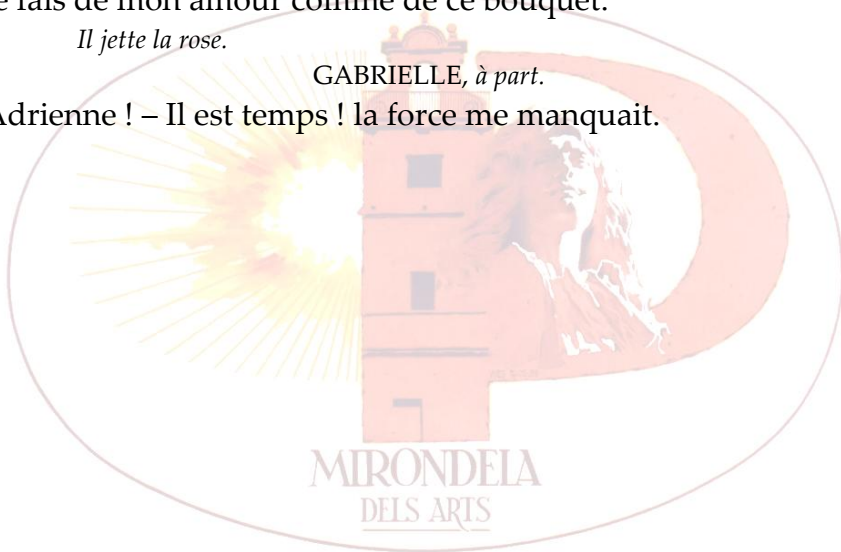 fais de mon amour comme de ce bouquet.
Il jette la rose.
GABRIELLE, à part.
Adrienne ! – Il est temps ! la force me manquait.
MIRONDELA
DELS ARTS